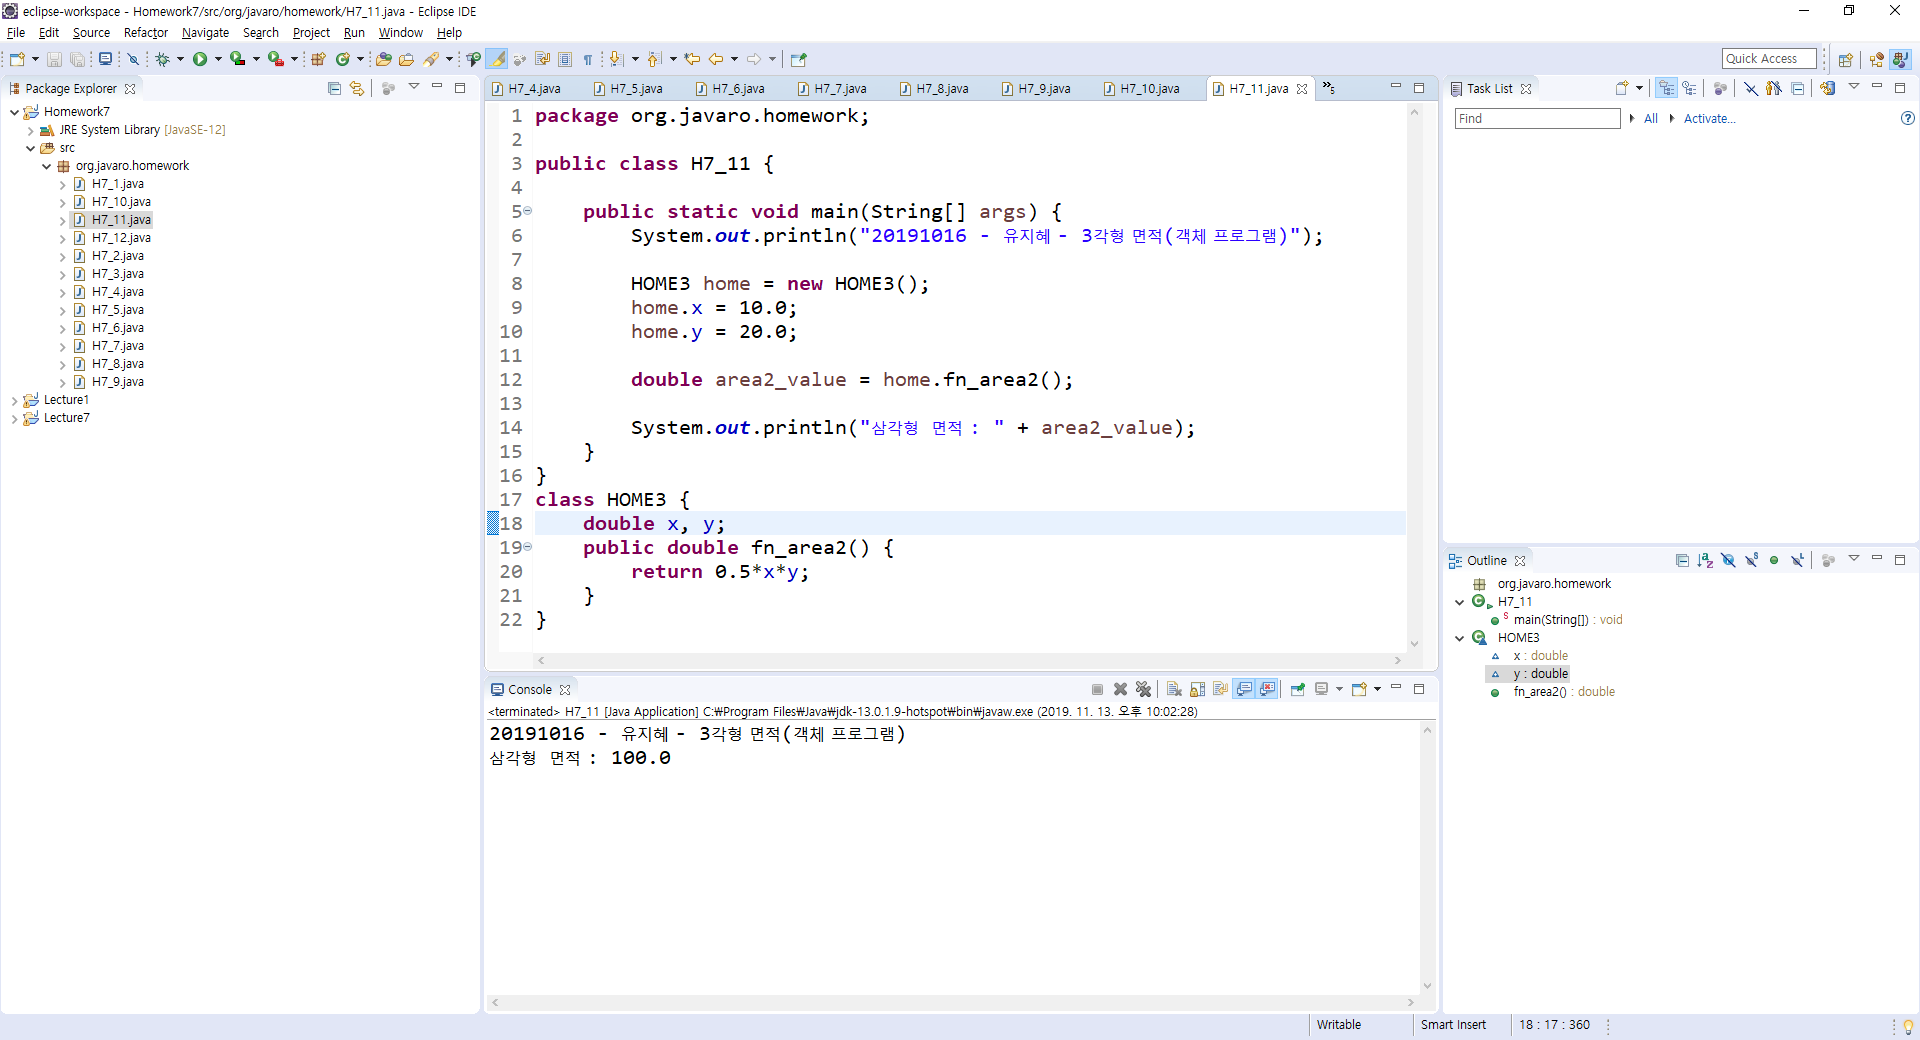 eclipse-workspace - Homework7/src/org/javaro/homework/H7_11.java - Eclipse IDE
File Edit Source Refactor Navigate Search Project Run Window Help
Quick Access
Package Explorer
Homework7
JRE System Library [JavaSE-12]
src
org.javaro.homework
H7_1.java
H7_10.java
H7_11.java
H7_12.java
H7_2.java
H7_3.java
H7_4.java
H7_5.java
H7_6.java
H7_7.java
H7_8.java
H7_9.java
Lecture1
Lecture7
H7_4.java H7_5.java H7_6.java H7_7.java H7_8.java H7_9.java H7_10.java H7_11.java »5
1 package org.javaro.homework;
2
3 public class H7_11 {
4
5 public static void main(String[] args) {
6 System.out.println("20191016 - 유지혜 - 3각형 면적(객체 프로그램)");
7
8 HOME3 home = new HOME3();
9 home.x = 10.0;
10 home.y = 20.0;
11
12 double area2_value = home.fn_area2();
13
14 System.out.println("삼각형 면적 : " + area2_value);
15 }
16 }
17 class HOME3 {
18 double x, y;
19 public double fn_area2() {
20 return 0.5*x*y;
21 }
22 }
Console
<terminated> H7_11 [Java Application] C:₩Program Files₩Java₩jdk-13.0.1.9-hotspot₩bin₩javaw.exe (2019. 11. 13. 오후 10:02:28)
20191016 - 유지혜 - 3각형 면적(객체 프로그램)
삼각형 면적 : 100.0
Task List
Find All Activate...
Outline
org.javaro.homework
H7_11
main(String[]) : void
HOME3
x : double
y : double
fn_area2() : double
Writable Smart Insert 18 : 17 : 360